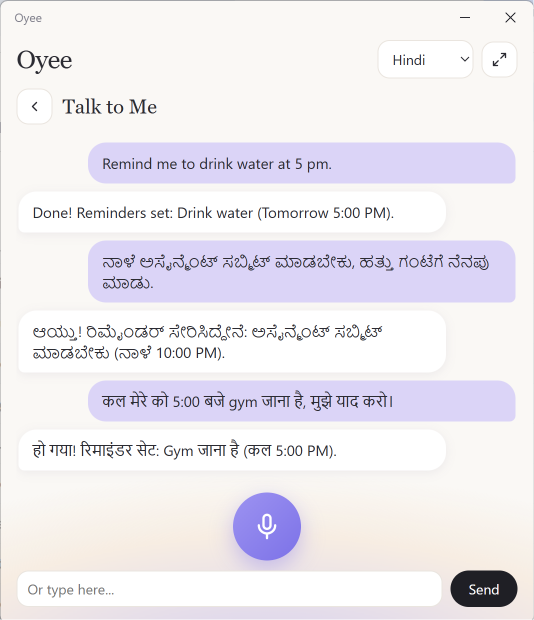 Oyee
Oyee
Hindi
Talk to Me
Remind me to drink water at 5 pm.
Done! Reminders set: Drink water (Tomorrow 5:00 PM).
ನಾಳೆ ಅಸೈನ್ಮೆಂಟ್ ಸಬ್ಮಿಟ್ ಮಾಡಬೇಕು, ಹತ್ತು ಗಂಟೆಗೆ ನೆನಪು
ಮಾಡು.
ಆಯ್ತು! ರಿಮೈಂಡರ್ ಸೇರಿಸಿದ್ದೇನೆ: ಅಸೈನ್ಮೆಂಟ್ ಸಬ್ಮಿಟ್
ಮಾಡಬೇಕು (ನಾಳೆ 10:00 PM).
कल मेरे को 5:00 बजे gym जाना है, मुझे याद करो।
हो गया! रिमाइंडर सेट: Gym जाना है (कल 5:00 PM).
Or type here...
Send